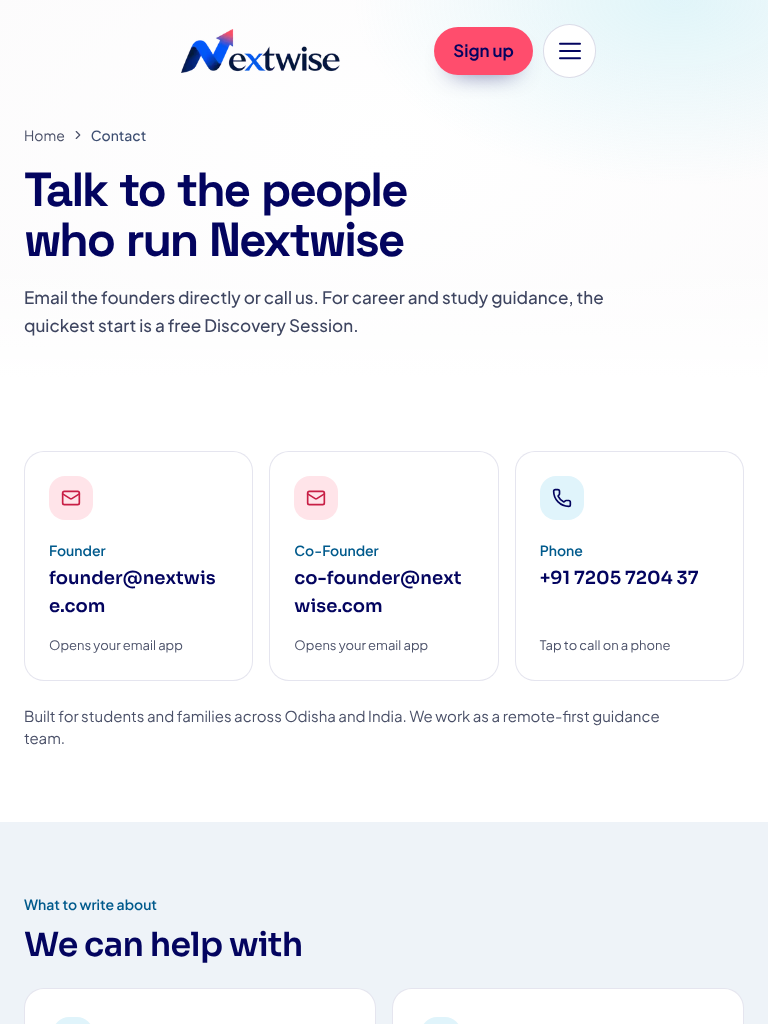 Nextwise
Sign up
Home > Contact
Talk to the people
who run Nextwise
Email the founders directly or call us. For career and study guidance, the
quickest start is a free Discovery Session.
Founder
founder@nextwis
e.com
Opens your email app
Co-Founder
co-founder@next
wise.com
Opens your email app
Phone
+91 7205 7204 37
Tap to call on a phone
Built for students and families across Odisha and India. We work as a remote-first guidance
team.
What to write about
We can help with